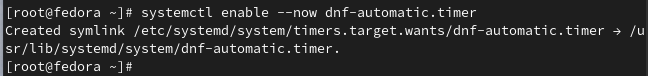 [root@fedora ~]# systemctl enable --now dnf-automatic.timer
Created symlink /etc/systemd/system/timers.target.wants/dnf-automatic.timer → /u
sr/lib/systemd/system/dnf-automatic.timer.
[root@fedora ~]#